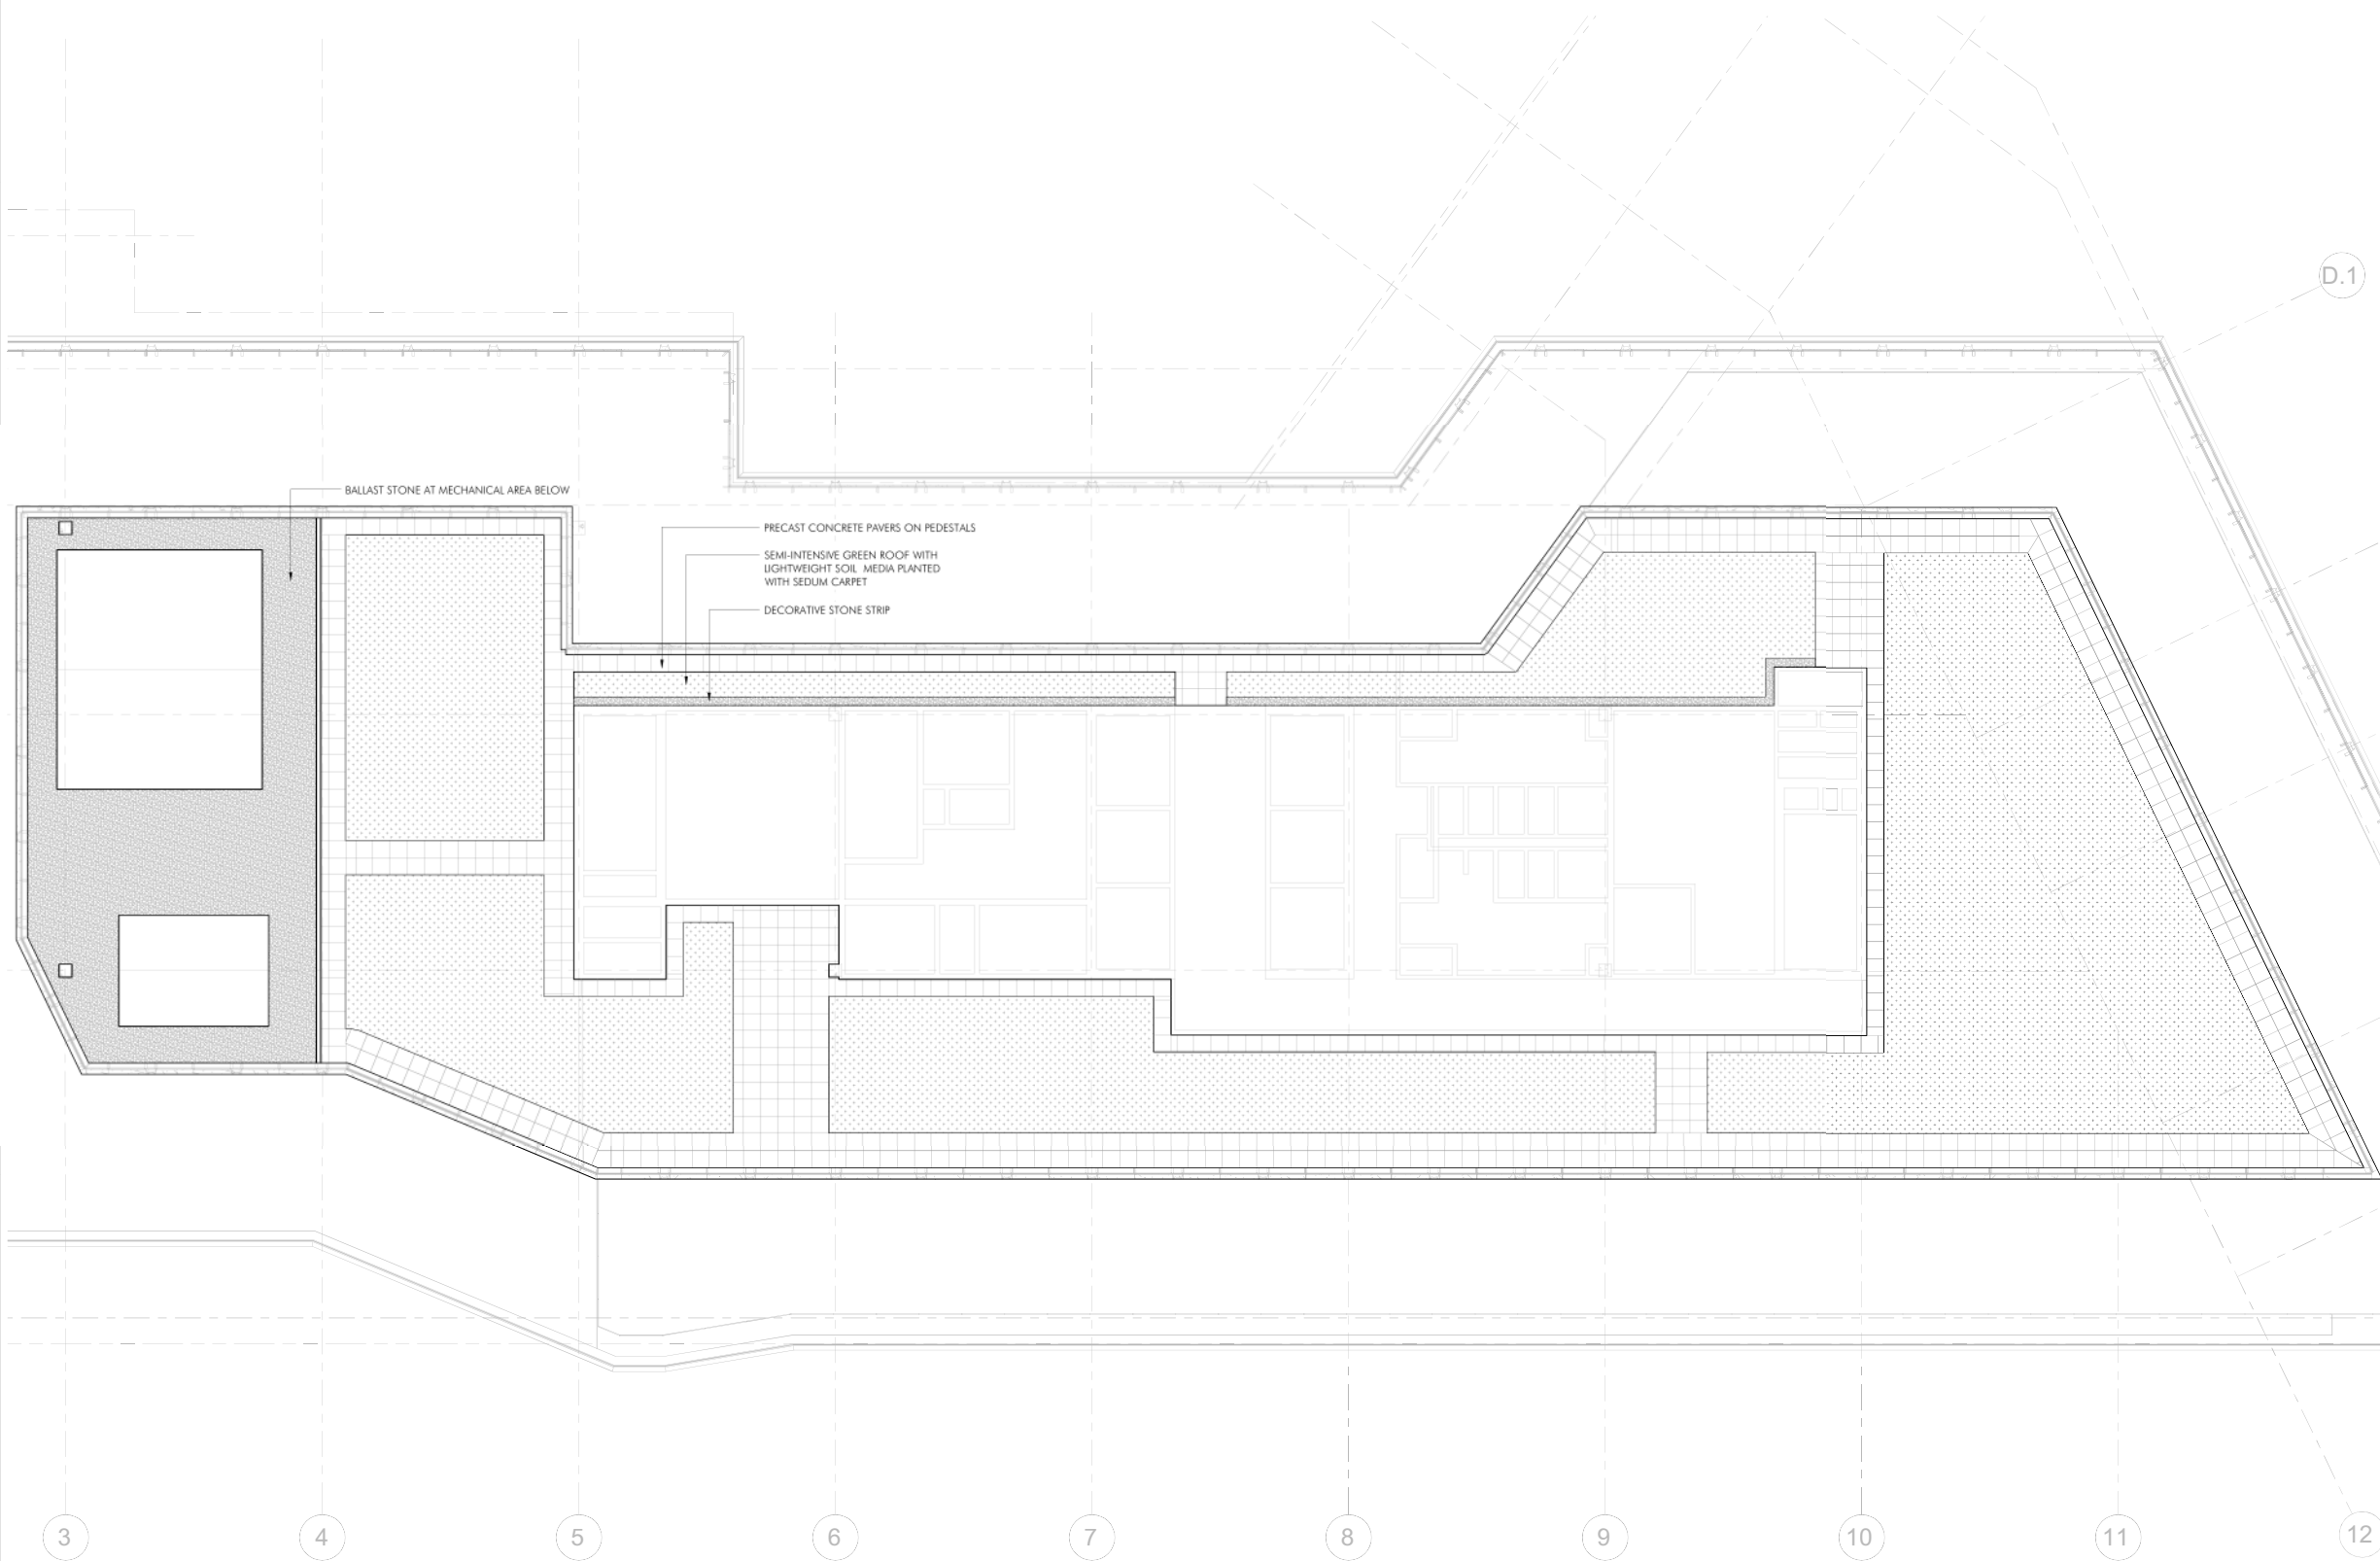 D.1
BALLAST STONE AT MECHANICAL AREA BELOW
PRECAST CONCRETE PAVERS ON PEDESTALS
SEMI-INTENSIVE GREEN ROOF WITH
LIGHTWEIGHT SOIL MEDIA PLANTED
WITH SEDUM CARPET
DECORATIVE STONE STRIP
3 4 5 6 7 8 9 10 11 12